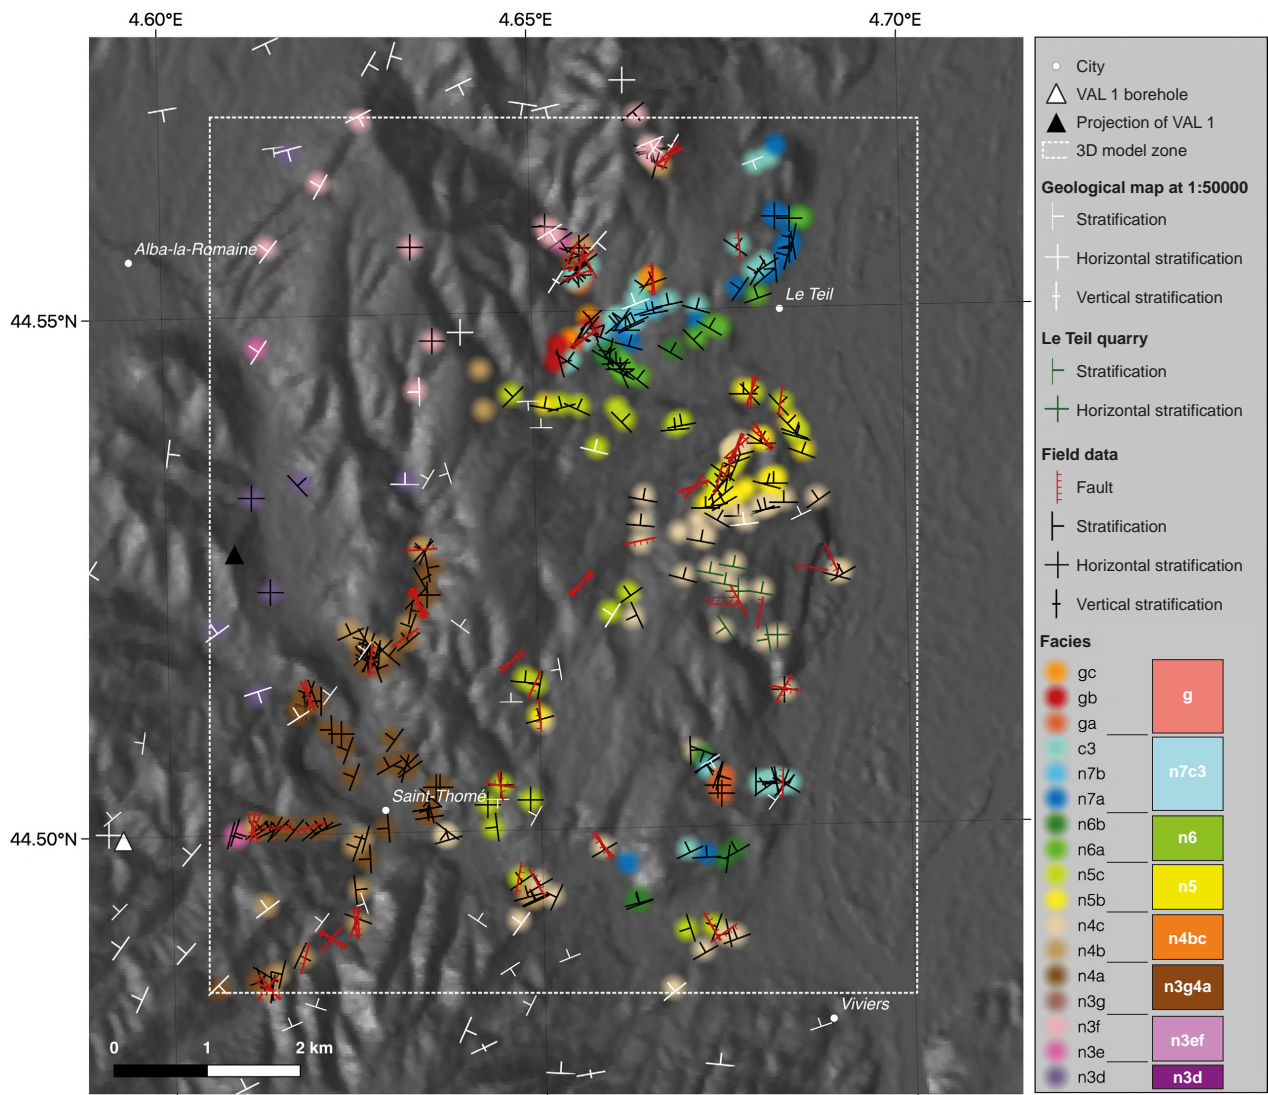 4.60°E 4.65°E 4.70°E
44.55°N
44.50°N
Alba-la-Romaine
Le Teil
Saint-Thomé
Viviers
0 1 2 km
City
VAL 1 borehole
Projection of VAL 1
3D model zone
Geological map at 1:50000
Stratification
Horizontal stratification
Vertical stratification
Le Teil quarry
Stratification
Horizontal stratification
Field data
Fault
Stratification
Horizontal stratification
Vertical stratification
Facies
gc
gb g
ga
c3
n7b n7c3
n7a
n6b
n6a n6
n5c
n5b n5
n4c
n4b n4bc
n4a
n3g n3g4a
n3f
n3e n3ef
n3d n3d